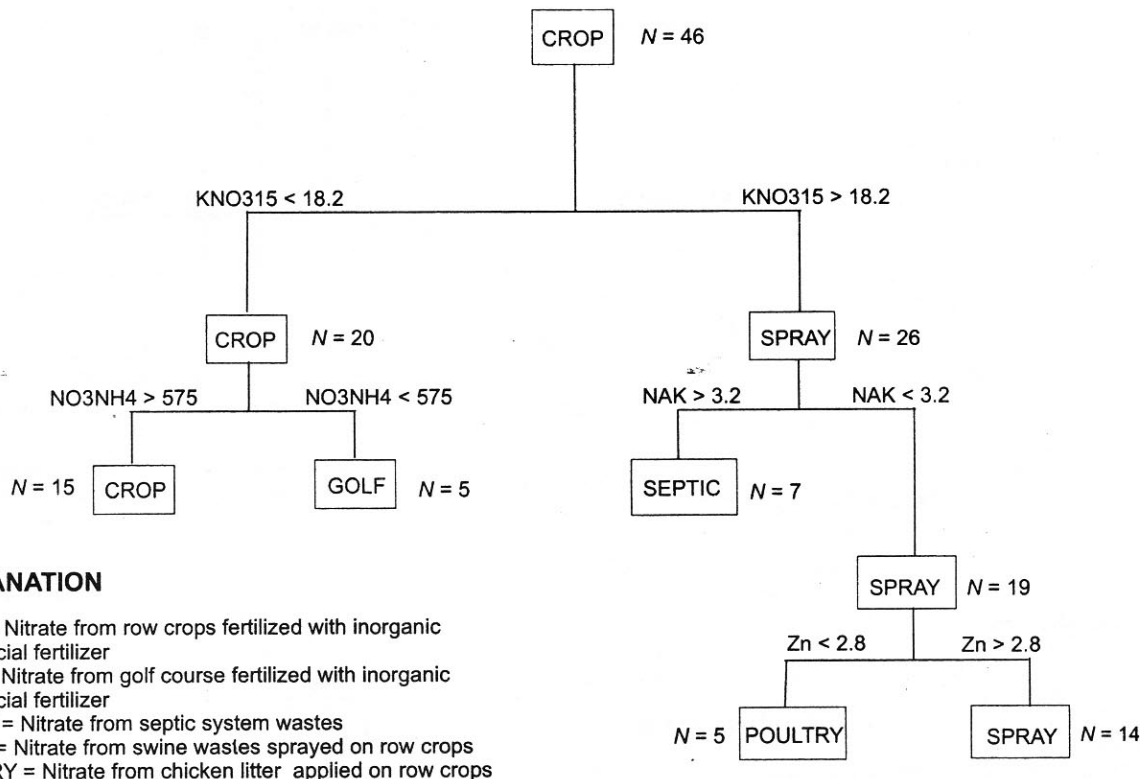 CROP N = 46
KNO315 < 18.2 KNO315 > 18.2
CROP N = 20 SPRAY N = 26
NO3NH4 > 575 NO3NH4 < 575 NAK > 3.2 NAK < 3.2
N = 15 CROP GOLF N = 5 SEPTIC N = 7
SPRAY N = 19
Zn < 2.8 Zn > 2.8
N = 5 POULTRY SPRAY N = 14
ANATION
Nitrate from row crops fertilized with inorganic
cial fertilizer
Nitrate from golf course fertilized with inorganic
cial fertilizer
= Nitrate from septic system wastes
= Nitrate from swine wastes sprayed on row crops
RY = Nitrate from chicken litter applied on row crops